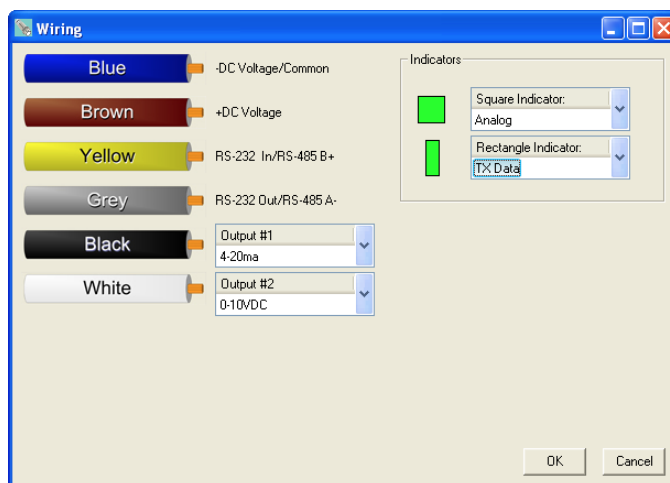 Wiring
Blue
-DC Voltage/Common
Brown
+DC Voltage
Yellow
RS-232 In/RS-485 B+
Grey
RS-232 Out/RS-485 A-
Black
Output #1
4-20ma
White
Output #2
0-10VDC
Indicators
Square Indicator:
Analog
Rectangle Indicator:
TX Data
OK
Cancel